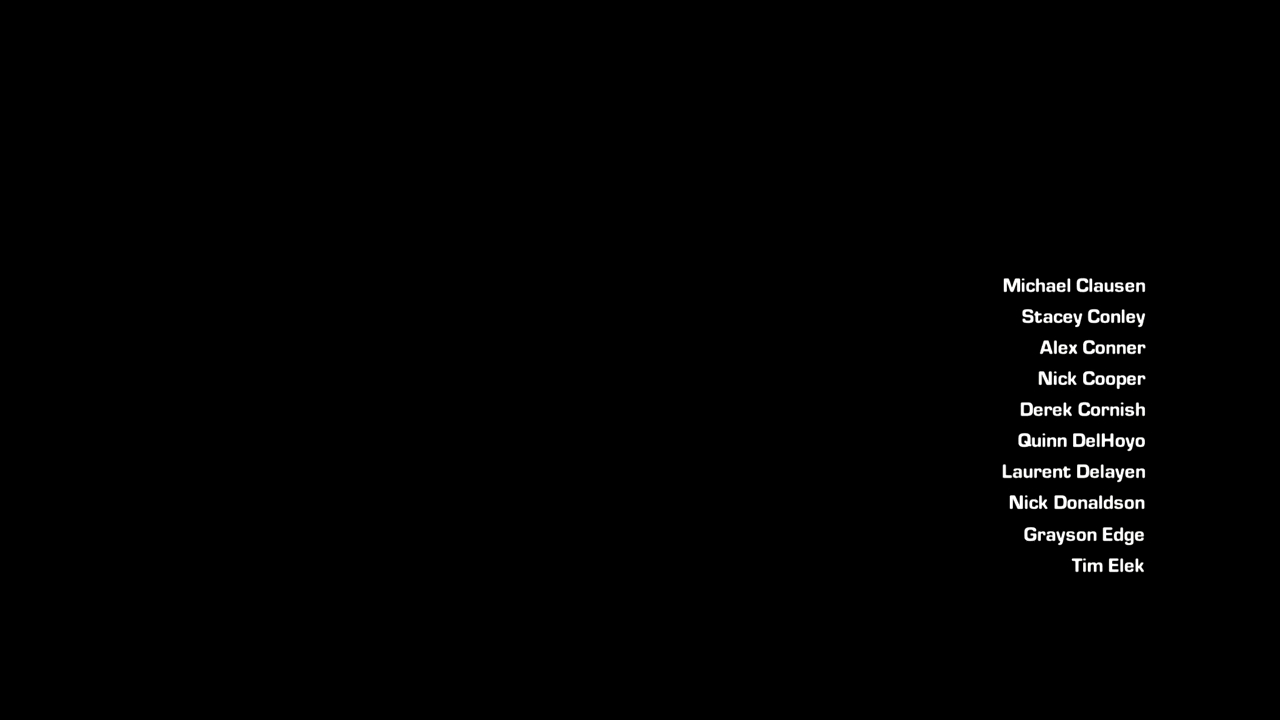 Michael Clausen
Stacey Conley
Alex Conner
Nick Cooper
Derek Cornish
Quinn DelHoyo
Laurent Delayen
Nick Donaldson
Grayson Edge
Tim Elek